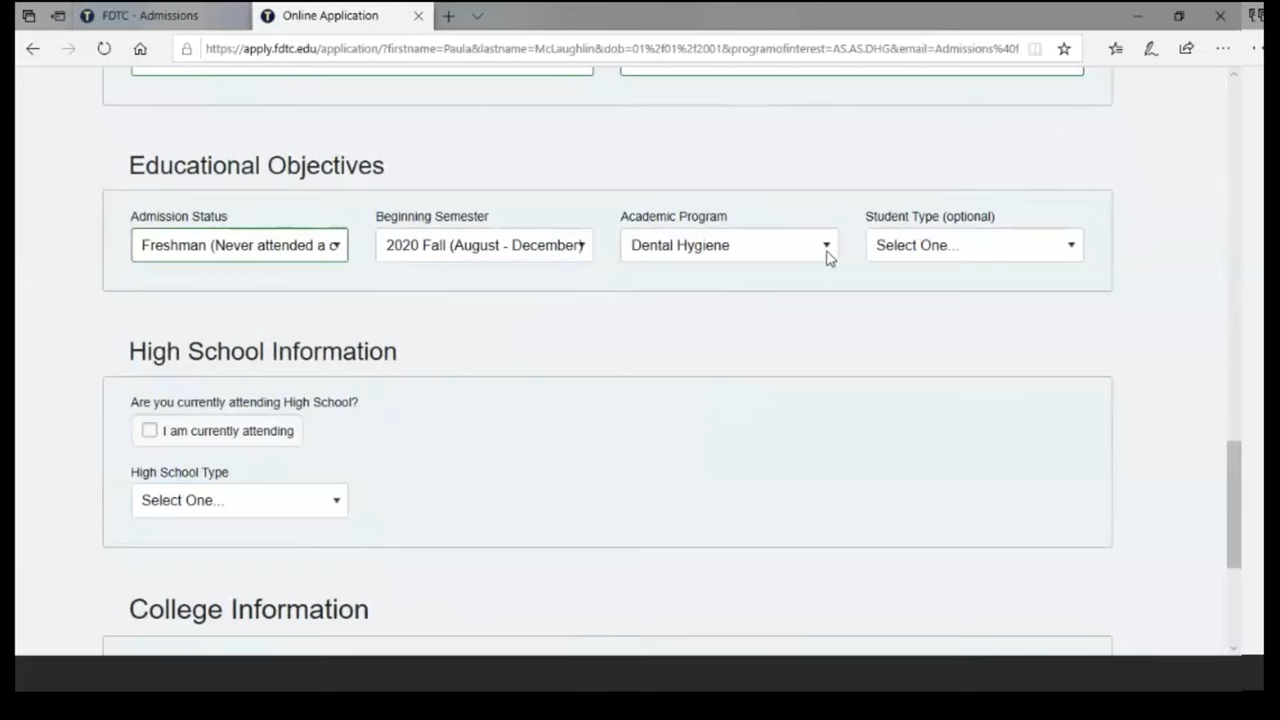 FDTC - Admissions
Online Application
https://apply.fdtc.edu/application/?firstname=Paula&lastname=McLaughlin&dob=01%2f01%2f2001&programofinterest=AS.AS.DHG&email=Admissions%40f
Educational Objectives
Admission Status Beginning Semester Academic Program Student Type (optional)
Freshman (Never attended a c 2020 Fall (August - December) Dental Hygiene Select One...
High School Information
Are you currently attending High School?
I am currently attending
High School Type
Select One...
College Information